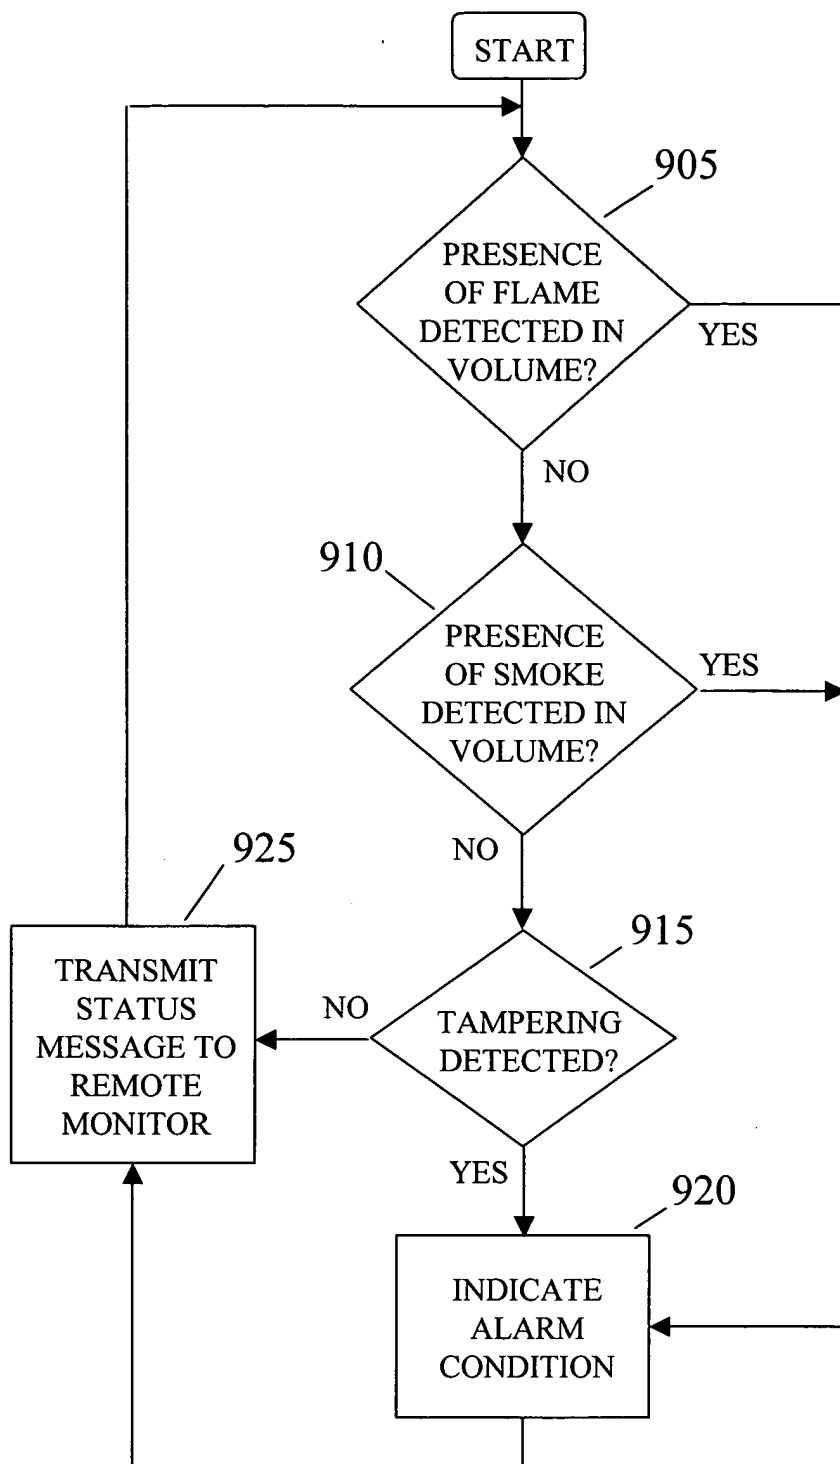 START
905
PRESENCE
OF FLAME
DETECTED IN
VOLUME?
YES
NO
910
PRESENCE
OF SMOKE
DETECTED IN
VOLUME?
YES
NO
925
TRANSMIT
STATUS
MESSAGE TO
REMOTE
MONITOR
915
TAMPERING
DETECTED?
NO
YES
920
INDICATE
ALARM
CONDITION